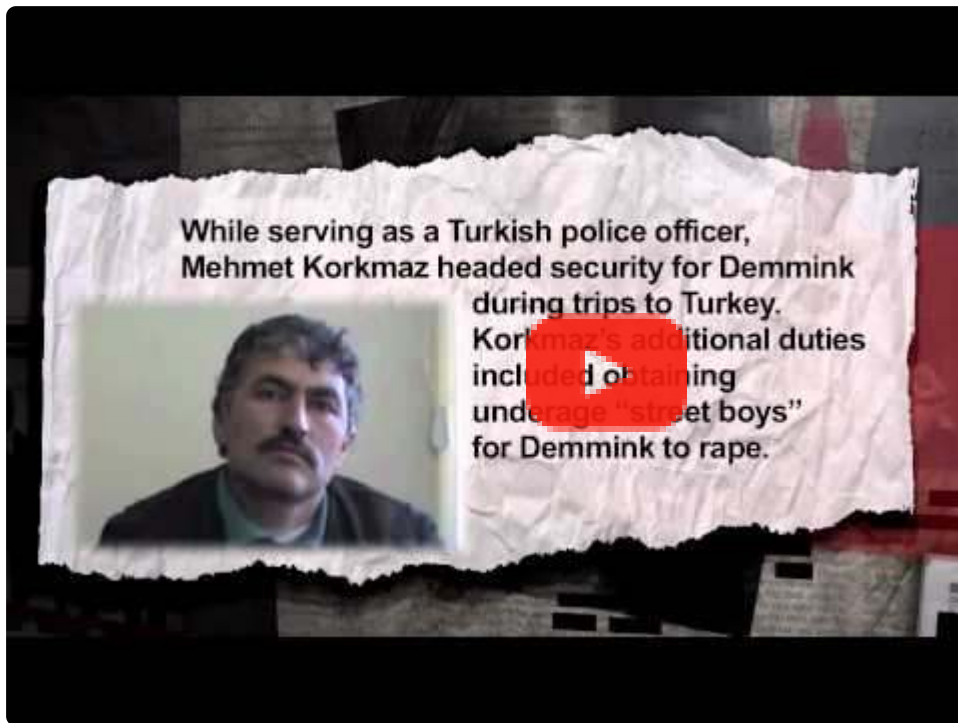 While serving as a Turkish police officer,
Mehmet Korkmaz headed security for Demmink
during trips to Turkey.
Korkmaz's additional duties
included obtaining
underage "street boys"
for Demmink to rape.